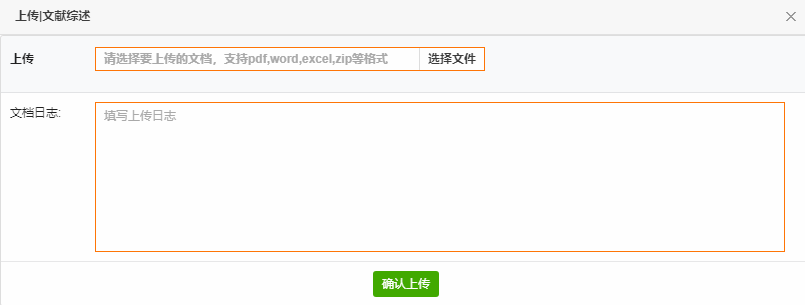 上传|文献综述
上传 请选择要上传的文档，支持pdf,word,excel,zip等格式 选择文件
文档日志: 填写上传日志
确认上传